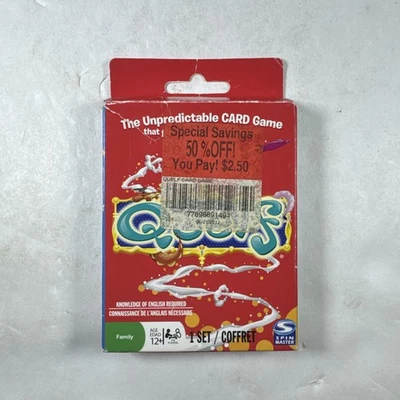 The Unpredictable CARD Game
that
Special Savings
50 %OFF!
You Pay! $2.50
QUELF CARD GAME
KNOWLEDGE OF ENGLISH REQUIRED
CONNAISSANCE DE L'ANGLAIS NÉCESSAIRE
Family
AGE
EDAD
12+
1 SET / COFFRET
SPIN
MASTER